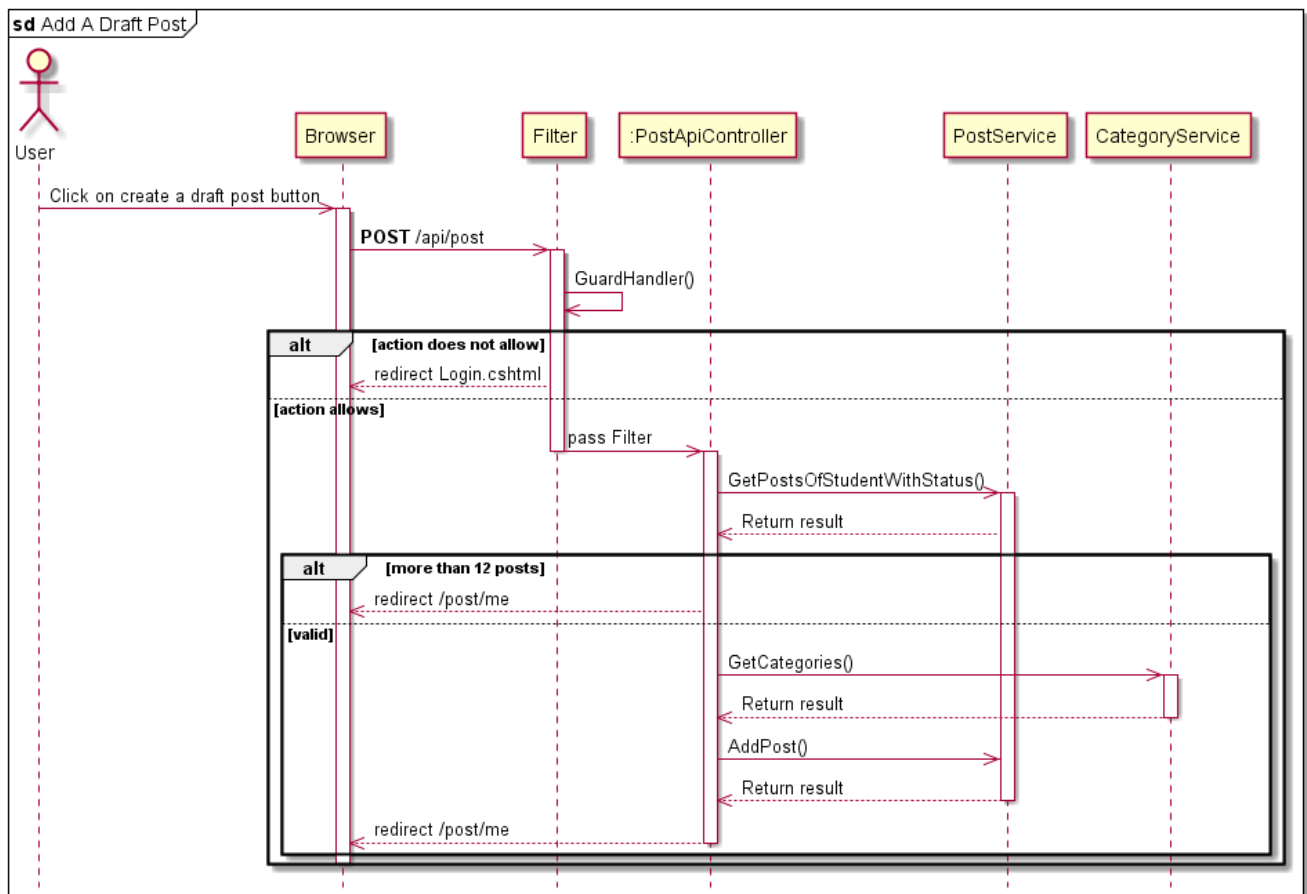 sd Add A Draft Post
User
Browser
Filter
:PostApiController
PostService
CategoryService
Click on create a draft post button
POST /api/post
GuardHandler()
alt [action does not allow]
redirect Login.cshtml
[action allows]
pass Filter
GetPostsOfStudentWithStatus()
Return result
alt [more than 12 posts]
redirect /post/me
[valid]
GetCategories()
Return result
AddPost()
Return result
redirect /post/me